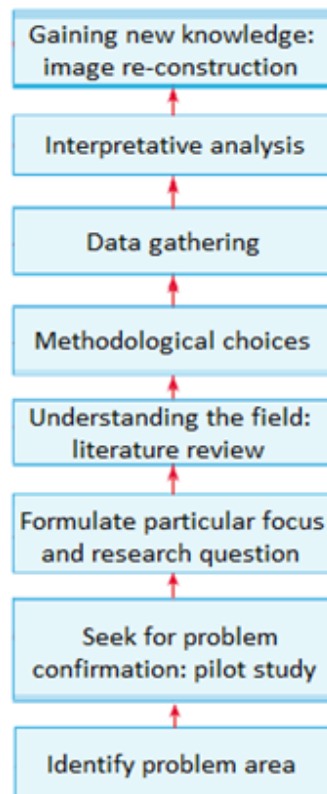 Gaining new knowledge:
image re-construction
Interpretative analysis
Data gathering
Methodological choices
Understanding the field:
literature review
Formulate particular focus
and research question
Seek for problem
confirmation: pilot study
Identify problem area